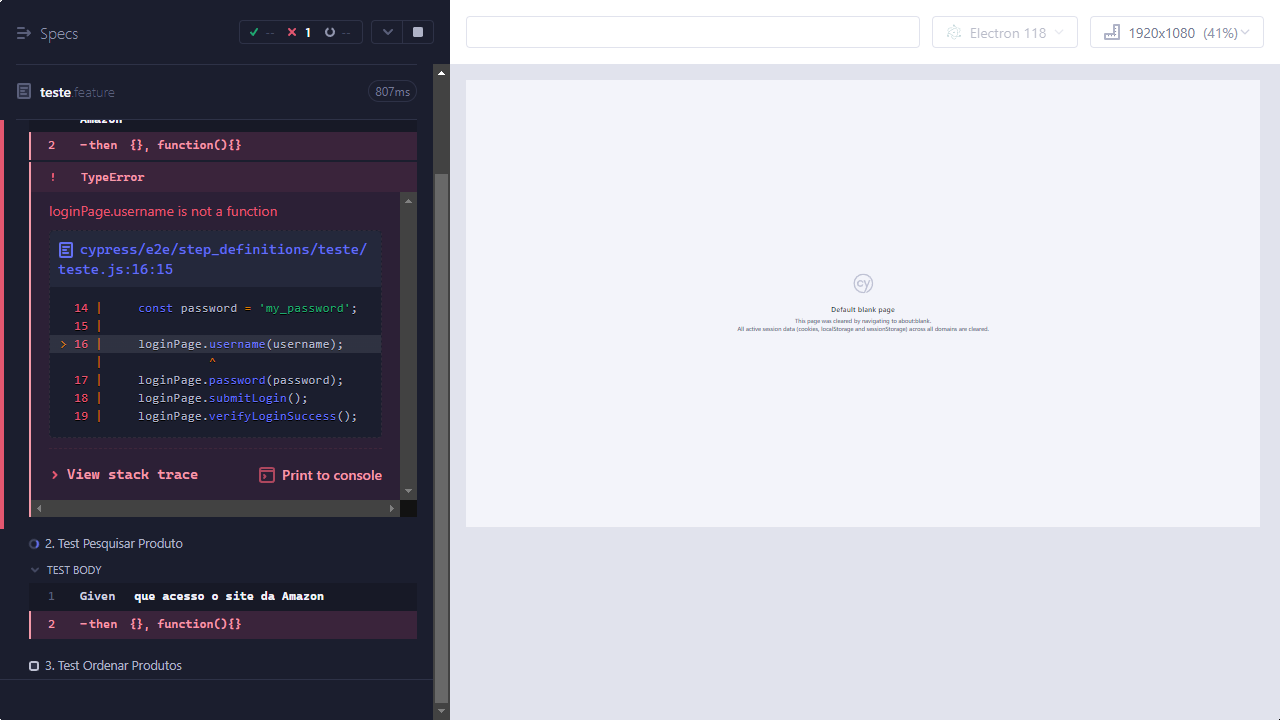 Specs
-- 1 --
Electron 118
1920x1080 (41%)
teste.feature
807ms
Amazon
2 -then {}, function(){}
! TypeError
loginPage.username is not a function
cypress/e2e/step_definitions/teste/
teste.js:16:15
14 | const password = 'my_password';
15 |
> 16 | loginPage.username(username);
| ^
17 | loginPage.password(password);
18 | loginPage.submitLogin();
19 | loginPage.verifyLoginSuccess();
> View stack trace
Print to console
2. Test Pesquisar Produto
TEST BODY
1 Given que acesso o site da Amazon
2 -then {}, function(){}
3. Test Ordenar Produtos
cy
Default blank page
This page was cleared by navigating to about:blank.
All active session data (cookies, localStorage and sessionStorage) across all domains are cleared.